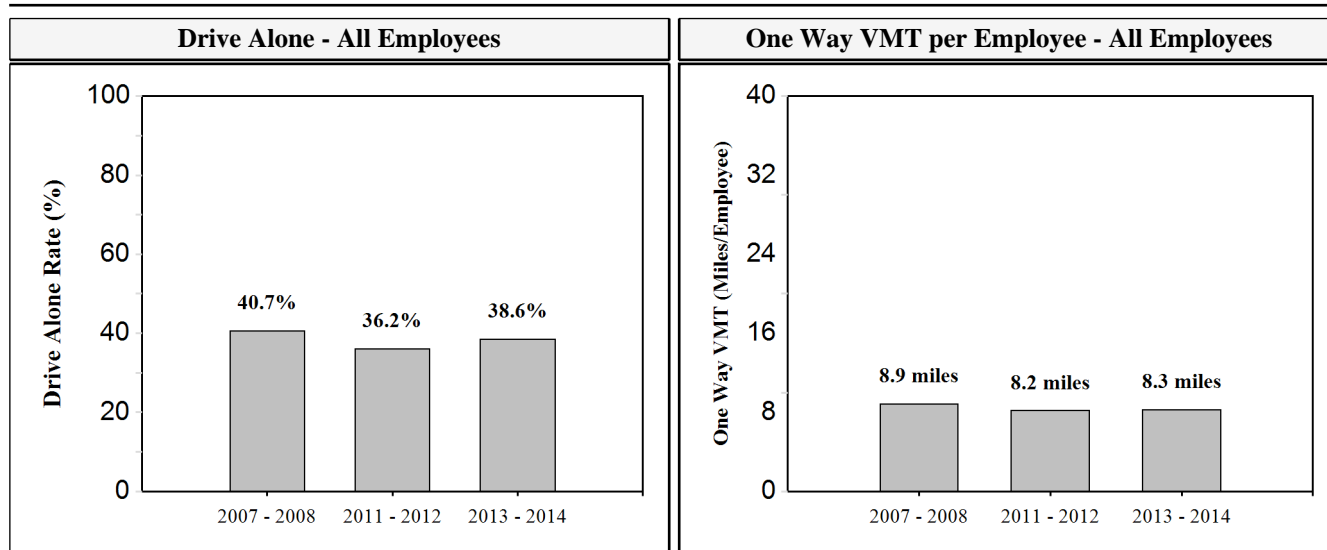 Drive Alone - All Employees
One Way VMT per Employee - All Employees
Drive Alone Rate (%)
100
80
60
40
20
0
40.7%
36.2%
38.6%
2007 - 2008
2011 - 2012
2013 - 2014
One Way VMT (Miles/Employee)
40
32
24
16
8
0
8.9 miles
8.2 miles
8.3 miles
2007 - 2008
2011 - 2012
2013 - 2014